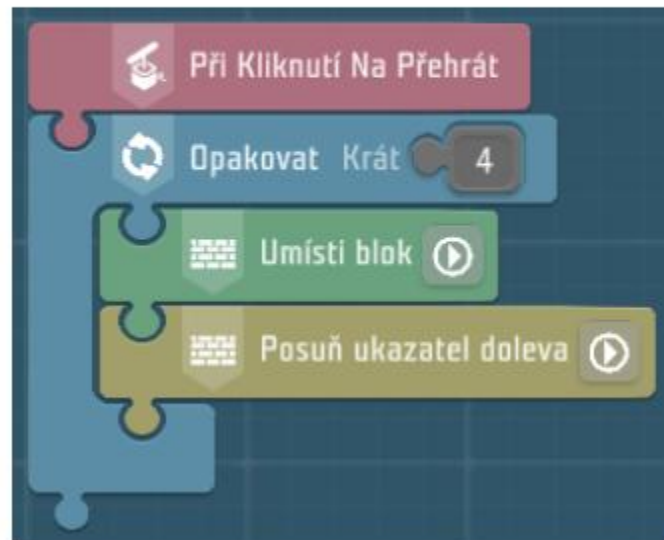 Při Kliknutí Na Přehrát
Opakovat Krát 4
Umísti blok
Posuň ukazatel doleva